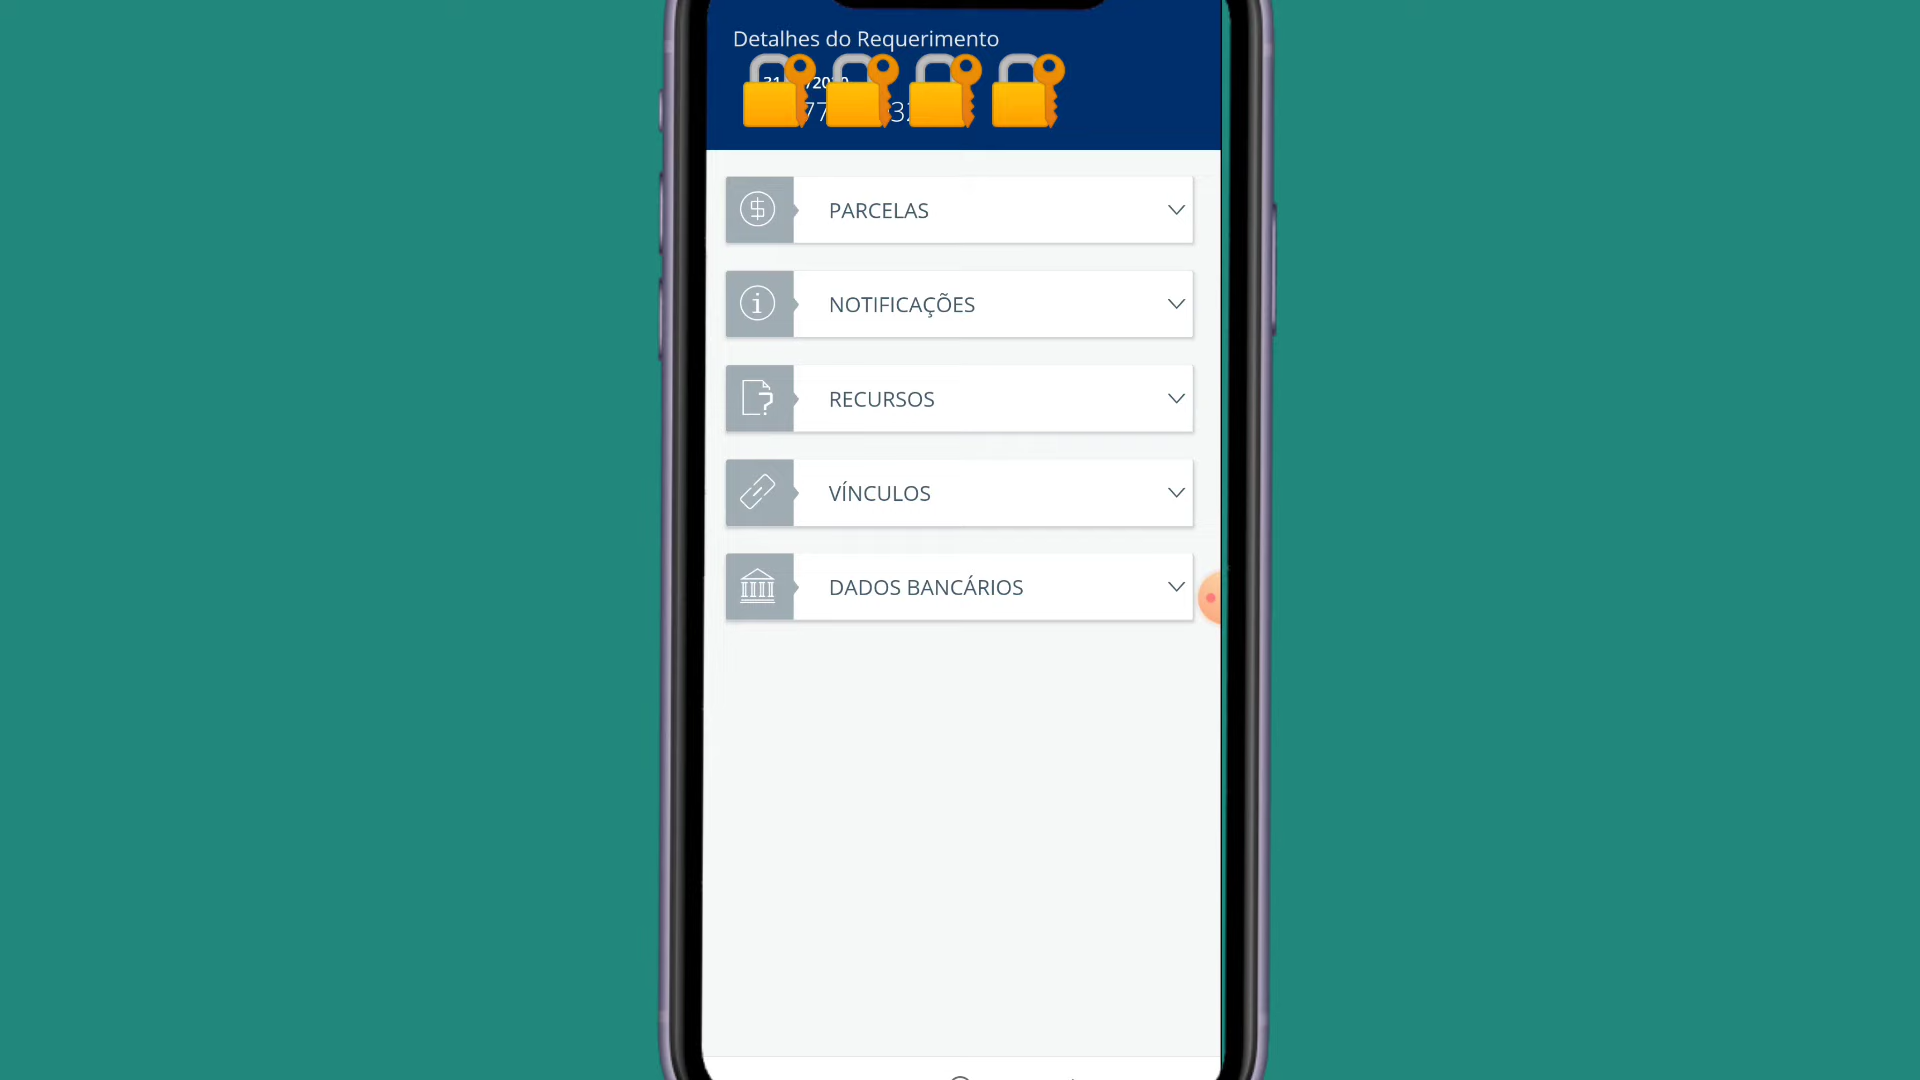 Detalhes do Requerimento
PARCELAS
NOTIFICAÇÕES
RECURSOS
VÍNCULOS
DADOS BANCÁRIOS